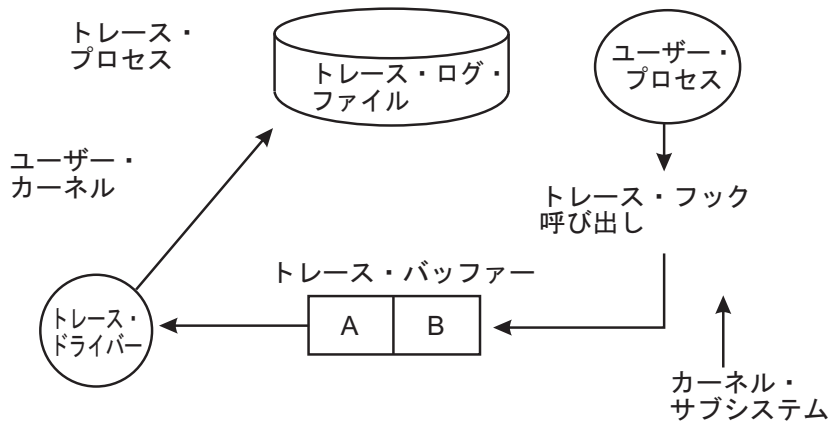 トレース・
プロセス
トレース・ログ・
ファイル
ユーザー・
プロセス
ユーザー・
カーネル
トレース・フック
呼び出し
トレース・バッファー
トレース・
ドライバー
A
B
カーネル・
サブシステム